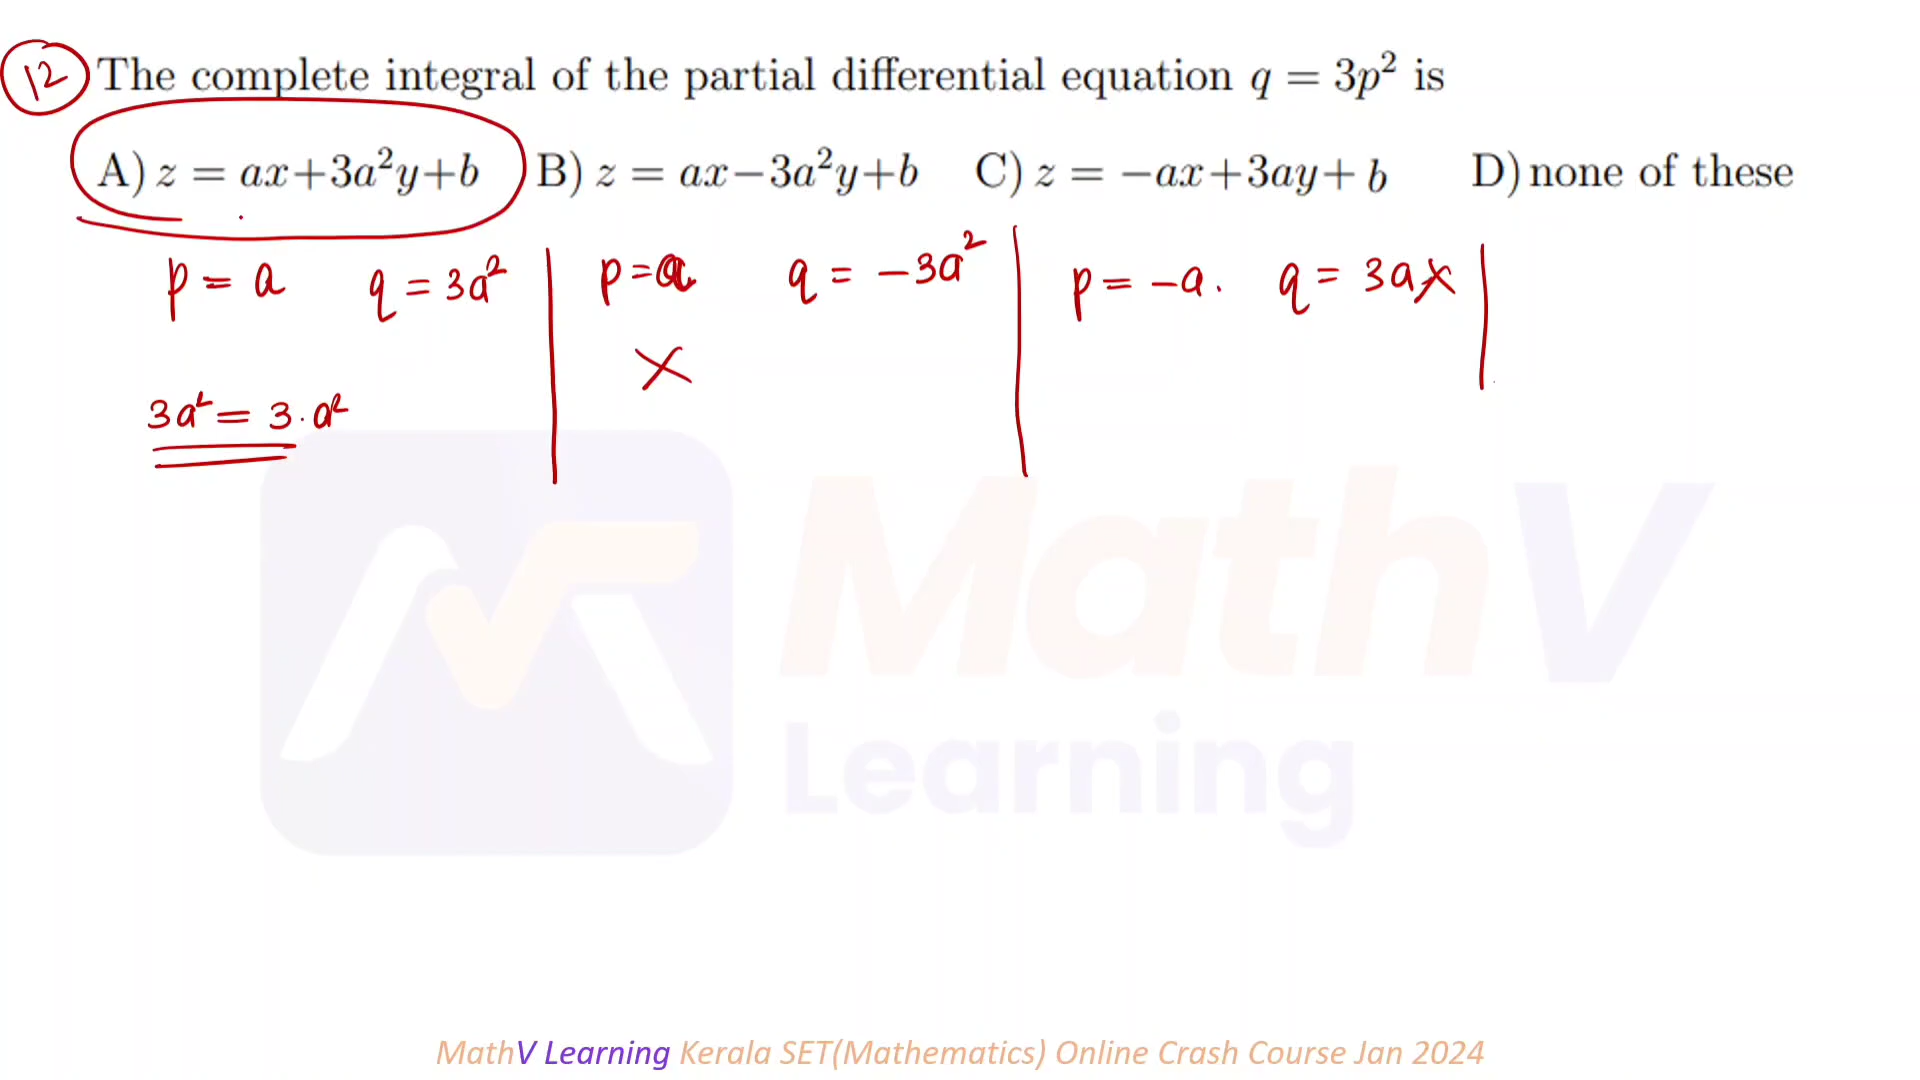 12 The complete integral of the partial differential equation q = 3p² is
A) z = ax+3a²y+b B) z = ax−3a²y+b C) z = −ax+3ay+b D) none of these
p = a q = 3a² p = a q = −3a² p = −a. q = 3a x
x
3a² = 3·a²
MathV
Learning
MathV Learning Kerala SET(Mathematics) Online Crash Course Jan 2024